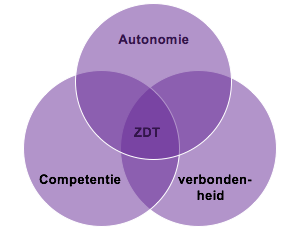 Autonomie
ZDT
Competentie
verbonden-
heid